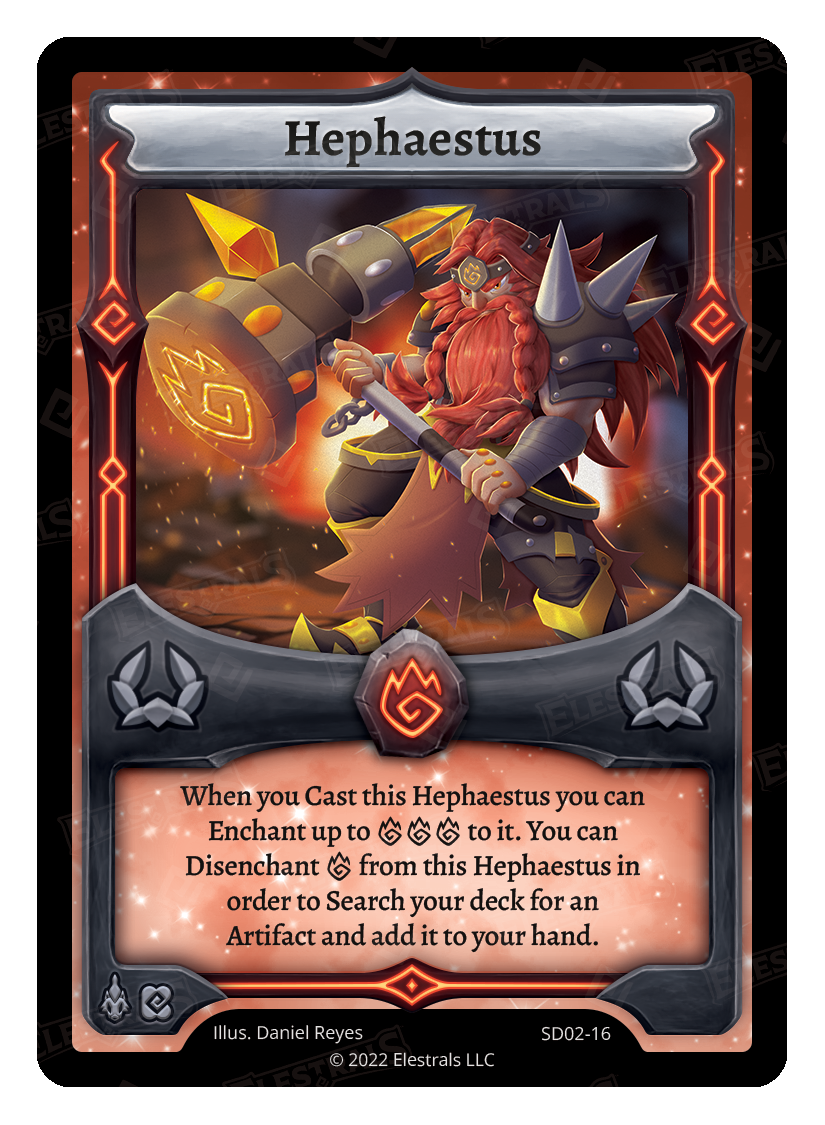 Hephaestus
When you Cast this Hephaestus you can
Enchant up to to it. You can
Disenchant from this Hephaestus in
order to Search your deck for an
Artifact and add it to your hand.
Illus. Daniel Reyes
SD02-16
© 2022 Elestrals LLC
ELESTRALS